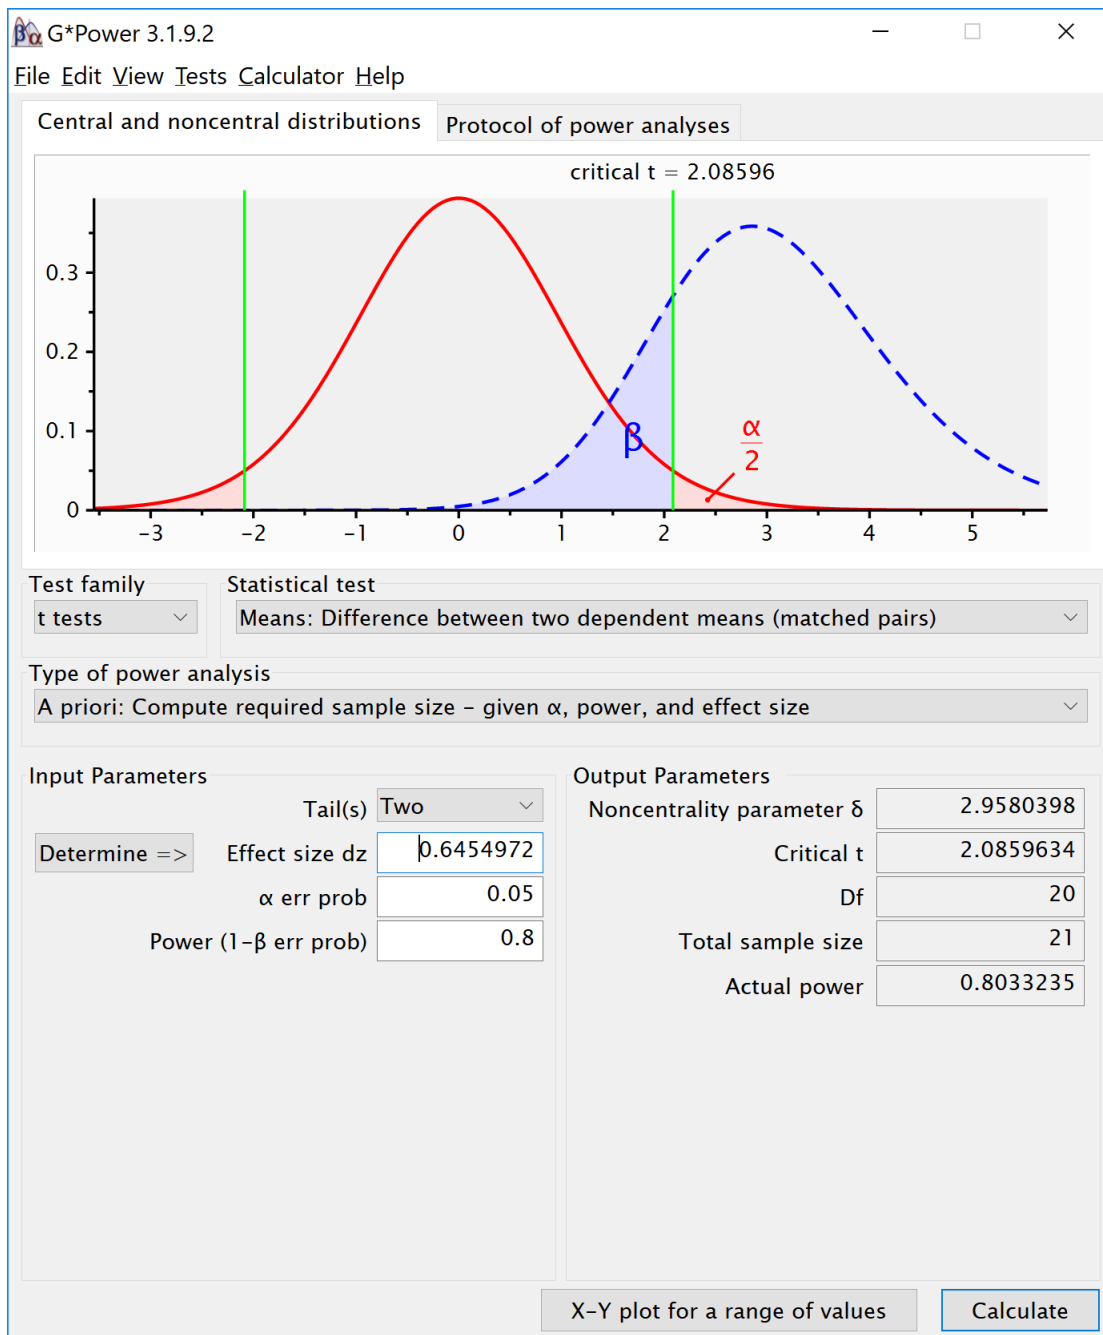 βα G*Power 3.1.9.2
File Edit View Tests Calculator Help
Central and noncentral distributions Protocol of power analyses
critical t = 2.08596
0.3
0.2
0.1
0
β
α
2
-3 -2 -1 0 1 2 3 4 5
Test family Statistical test
t tests Means: Difference between two dependent means (matched pairs)
Type of power analysis
A priori: Compute required sample size – given α, power, and effect size
Input Parameters
Tail(s) Two
Determine => Effect size dz 0.6454972
α err prob 0.05
Power (1–β err prob) 0.8
Output Parameters
Noncentrality parameter δ 2.9580398
Critical t 2.0859634
Df 20
Total sample size 21
Actual power 0.8033235
X–Y plot for a range of values Calculate